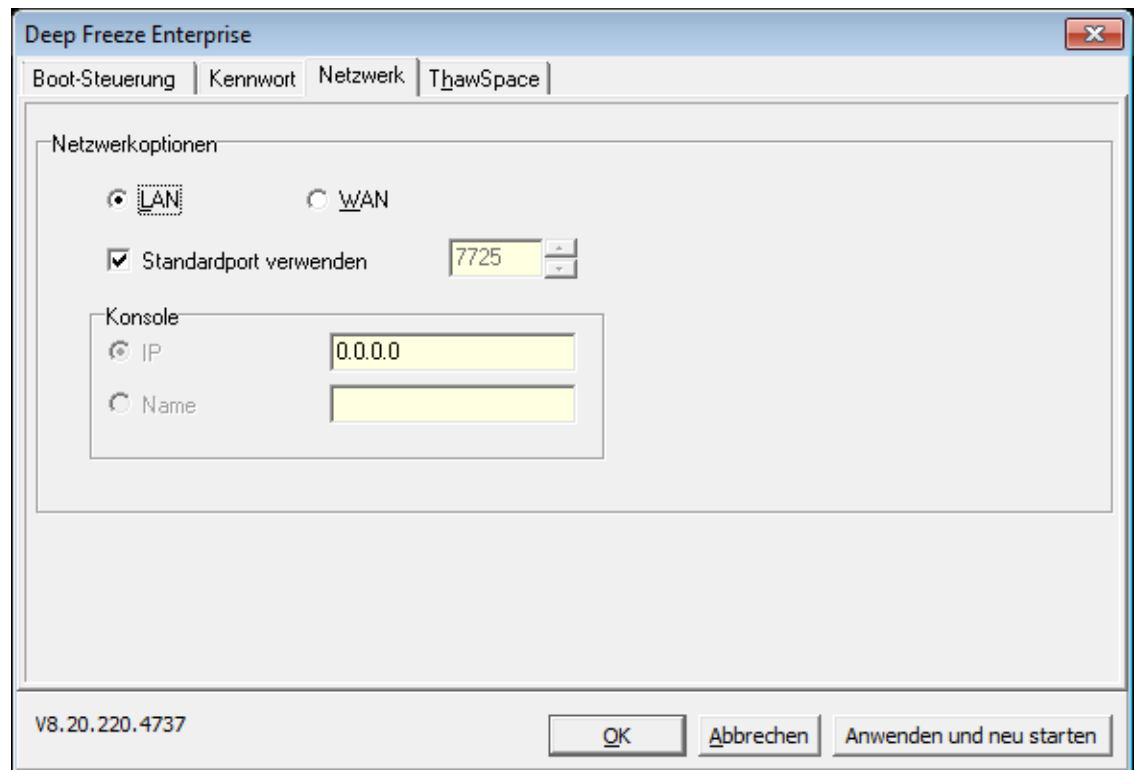 Deep Freeze Enterprise
Boot-Steuerung Kennwort Netzwerk ThawSpace
Netzwerkoptionen
LAN WAN
Standardport verwenden 7725
Konsole
IP 0.0.0.0
Name
V8.20.220.4737 OK Abbrechen Anwenden und neu starten